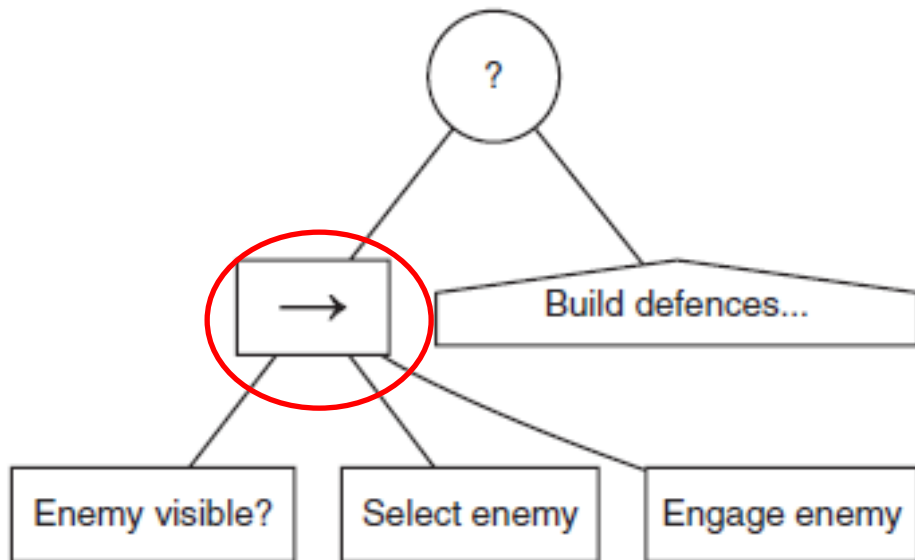 ?
→
Build defences...
Enemy visible?
Select enemy
Engage enemy